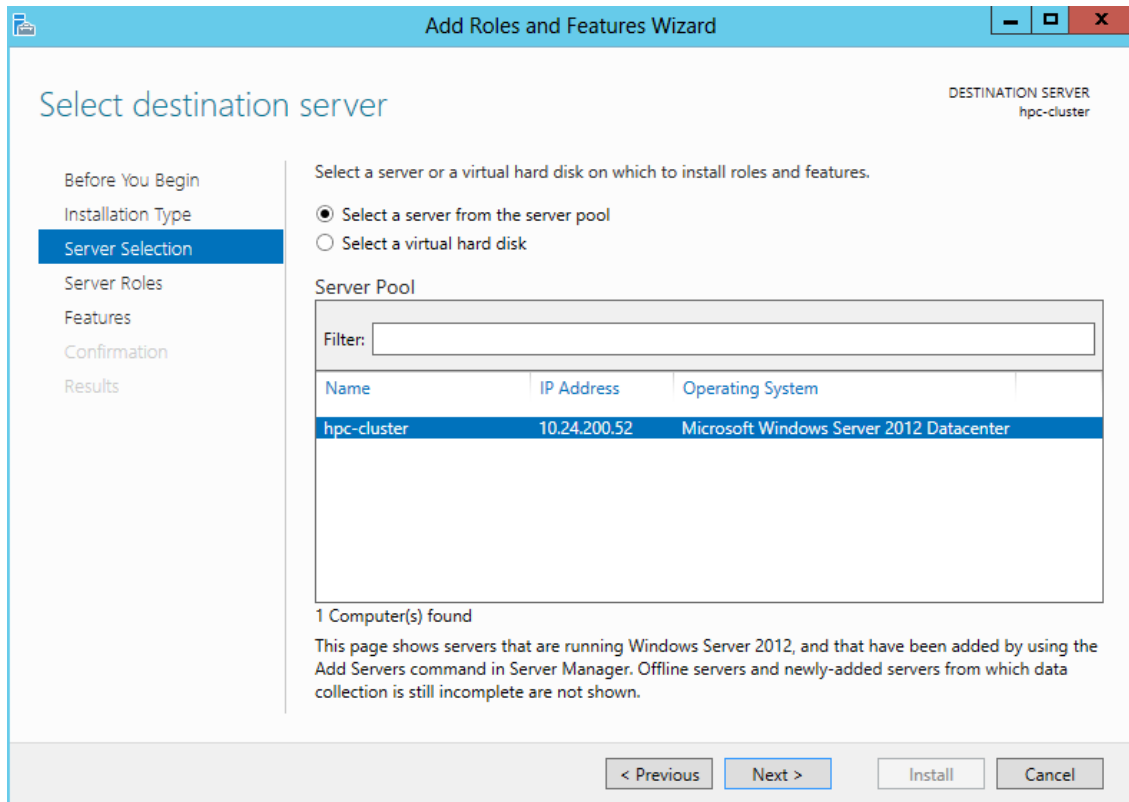 Add Roles and Features Wizard
Select destination server
DESTINATION SERVER
hpc-cluster
Before You Begin
Installation Type
Server Selection
Server Roles
Features
Confirmation
Results
Select a server or a virtual hard disk on which to install roles and features.
Select a server from the server pool
Select a virtual hard disk
Server Pool
Filter:
Name IP Address Operating System
hpc-cluster 10.24.200.52 Microsoft Windows Server 2012 Datacenter
1 Computer(s) found
This page shows servers that are running Windows Server 2012, and that have been added by using the
Add Servers command in Server Manager. Offline servers and newly-added servers from which data
collection is still incomplete are not shown.
< Previous Next > Install Cancel